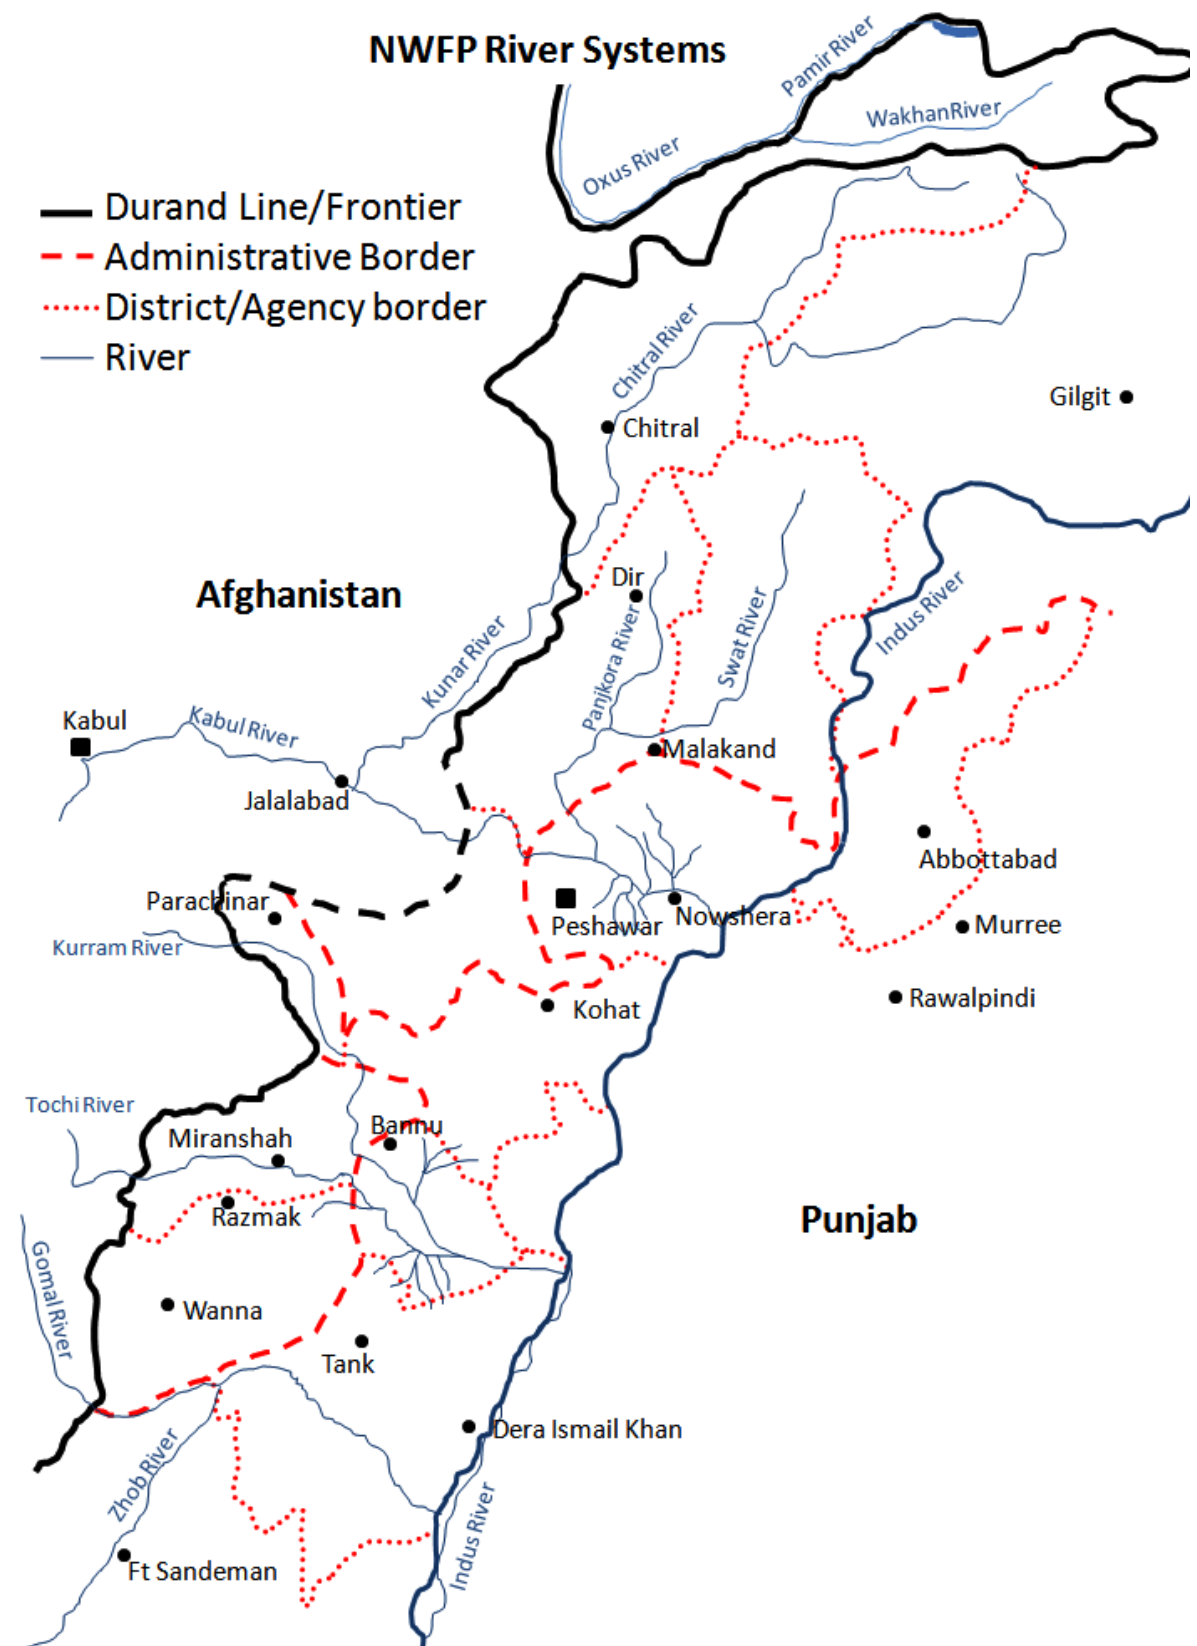 NWFP River Systems
Pamir River
WakhanRiver
Oxus River
Durand Line/Frontier
Administrative Border
District/Agency border
River
Chitral River
Gilgit
Chitral
Afghanistan
Dir
Indus River
Kunar River
Panjkora River
Swat River
Kabul
Kabul River
Malakand
Jalalabad
Abbottabad
Parachinar
Peshawar
Nowshera
Murree
Kurram River
Rawalpindi
Kohat
Tochi River
Bannu
Miranshah
Razmak
Punjab
Gomal River
Wanna
Tank
Dera Ismail Khan
Zhob River
Indus River
Ft Sandeman